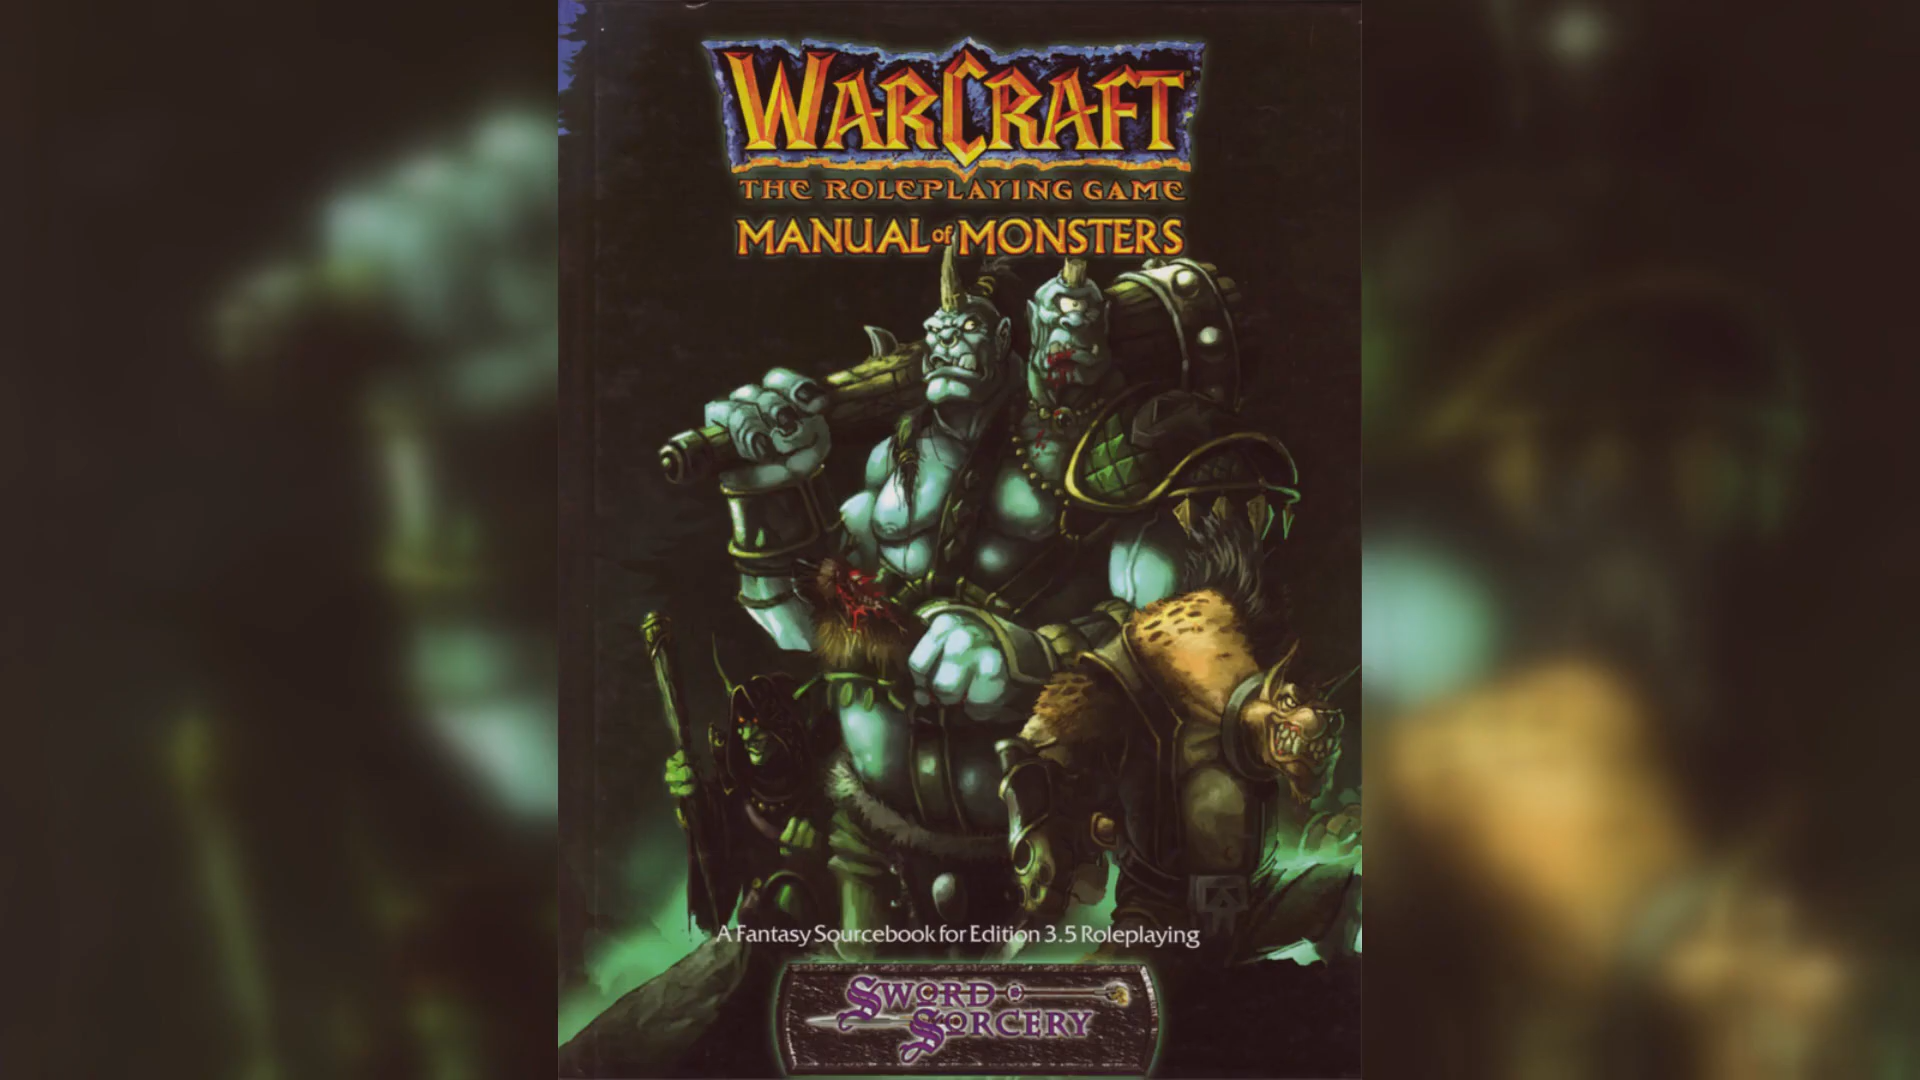 WARCRAFT
THE ROLEPLAYING GAME
MANUAL of MONSTERS
A Fantasy Sourcebook for Edition 3.5 Roleplaying
SWORD
SORCERY